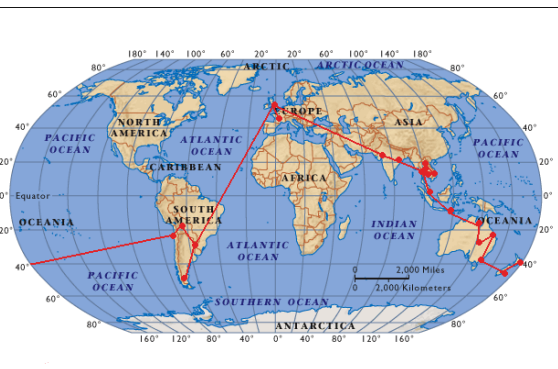 180° 140° 100° 60° 20° 20° 60° 100° 140° 180°
80° ARCTIC ARCTIC OCEAN 80°
60° 60°
EUROPE
NORTH
AMERICA
ASIA
40° 40°
PACIFIC
OCEAN
ATLANTIC
OCEAN
PACIFIC
OCEAN
20° 20°
CARIBBEAN
AFRICA
0° Equator 0°
SOUTH
AMERICA
OCEANIA OCEANIA
INDIAN
OCEAN
20° 20°
ATLANTIC
OCEAN
40° 40°
PACIFIC
OCEAN
0 2,000 Miles
0 2,000 Kilometers
60° 60°
SOUTHERN OCEAN
80° 80°
ANTARCTICA
160° 120° 80° 40° 0° 40° 80° 120° 160°